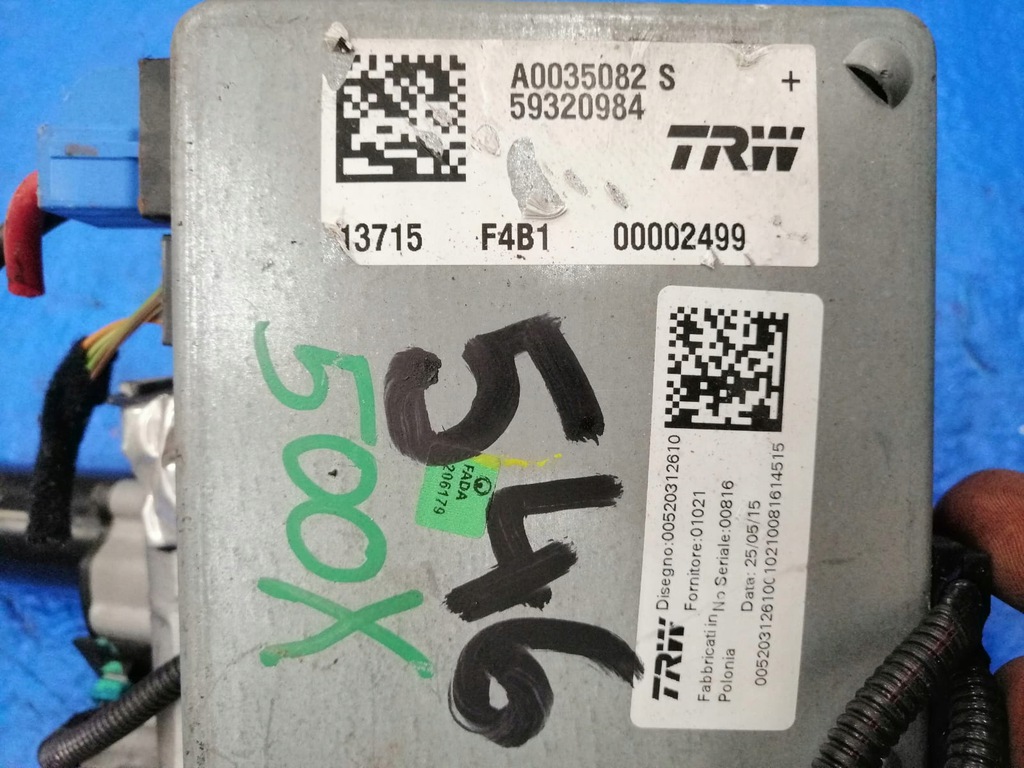 A0035082 S
59320984
+
TRW
13715 F4B1 00002499
500X
546
FADA
206179
TRW Disegno:00520312610
Fornitore:01021
Fabbricati in No Seriale:00816
Polonia Data: 25/05/15